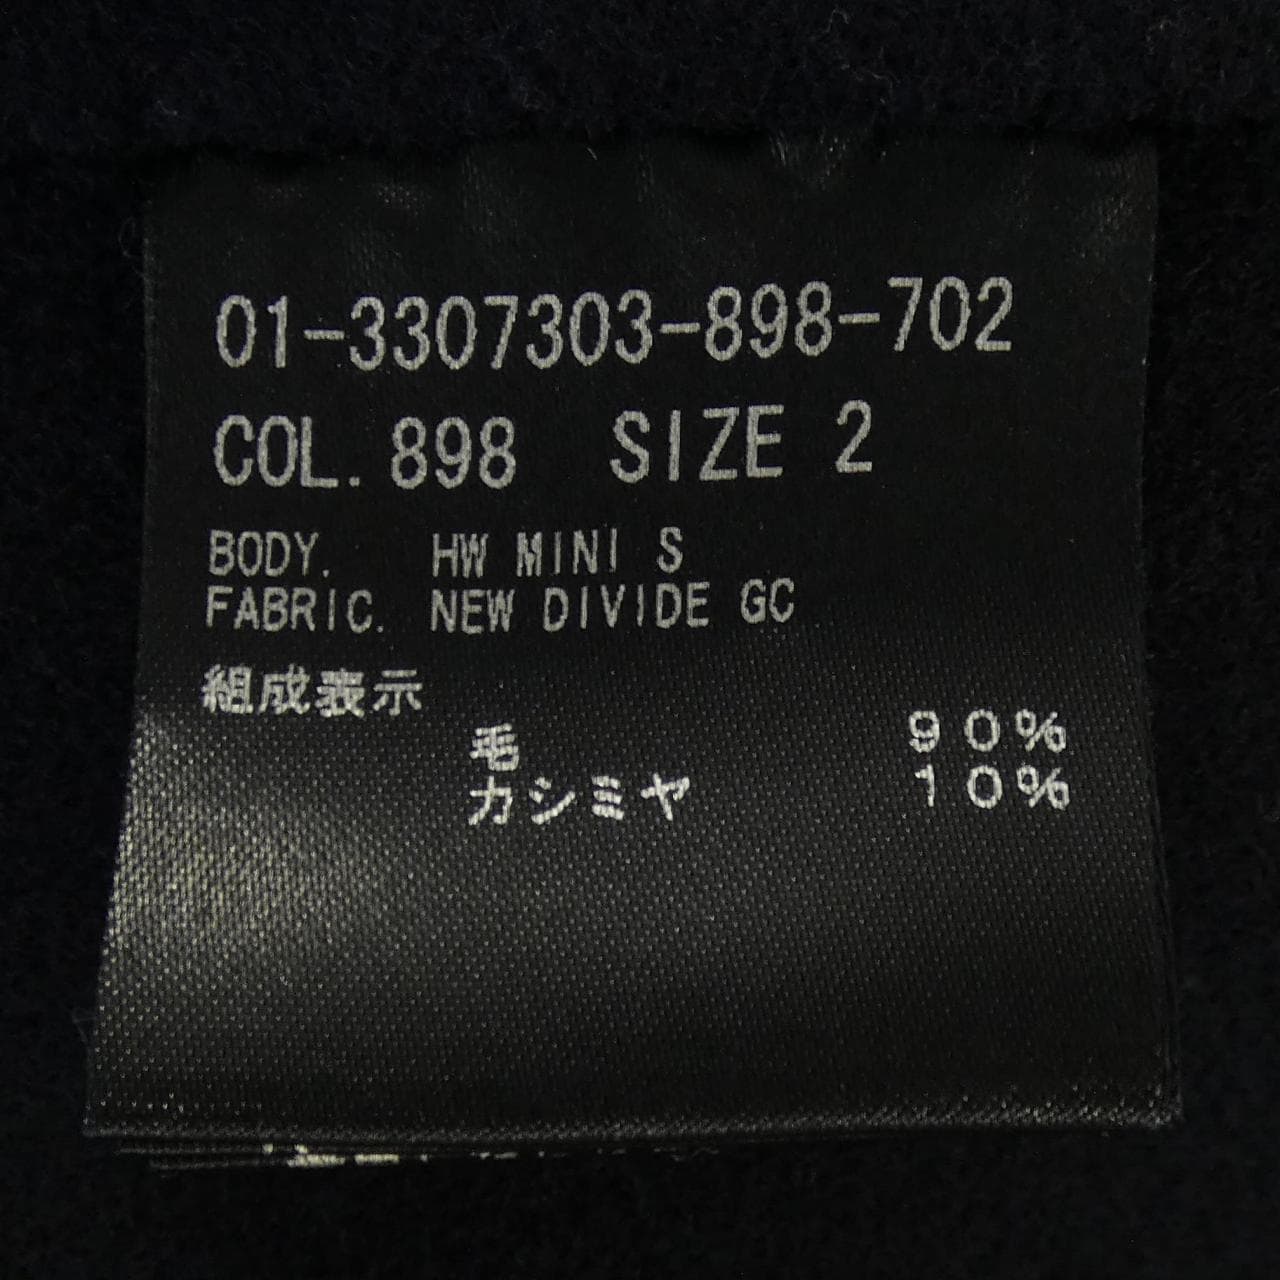 01-3307303-898-702
COL. 898 SIZE 2
BODY. HW MINI S
FABRIC. NEW DIVIDE GC
組成表示
毛 90%
カシミヤ 10%